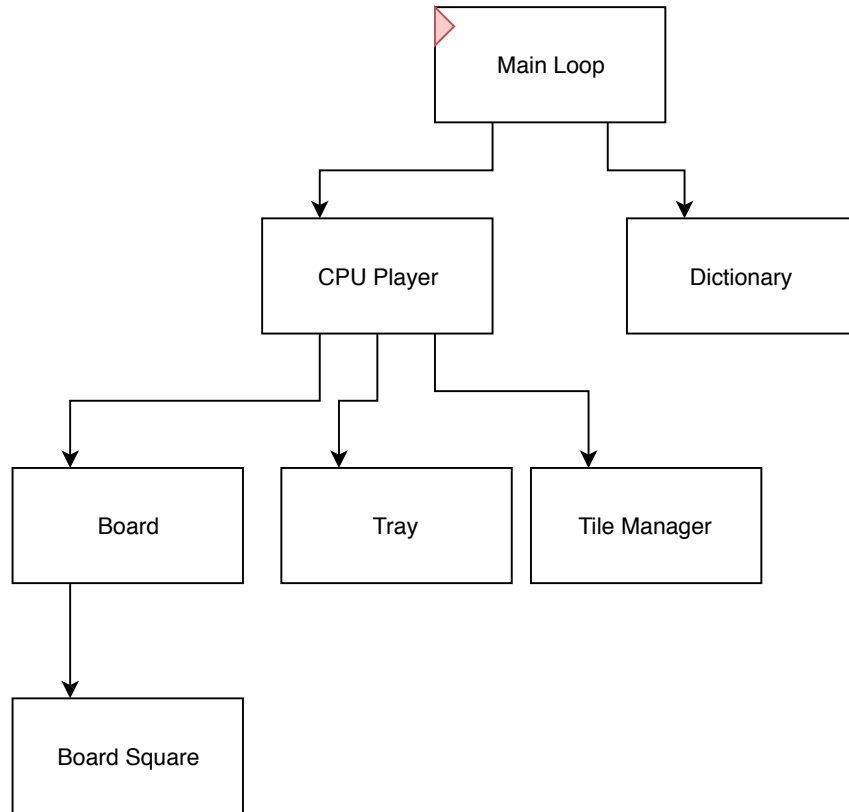 Main Loop
CPU Player
Dictionary
Board
Tray
Tile Manager
Board Square